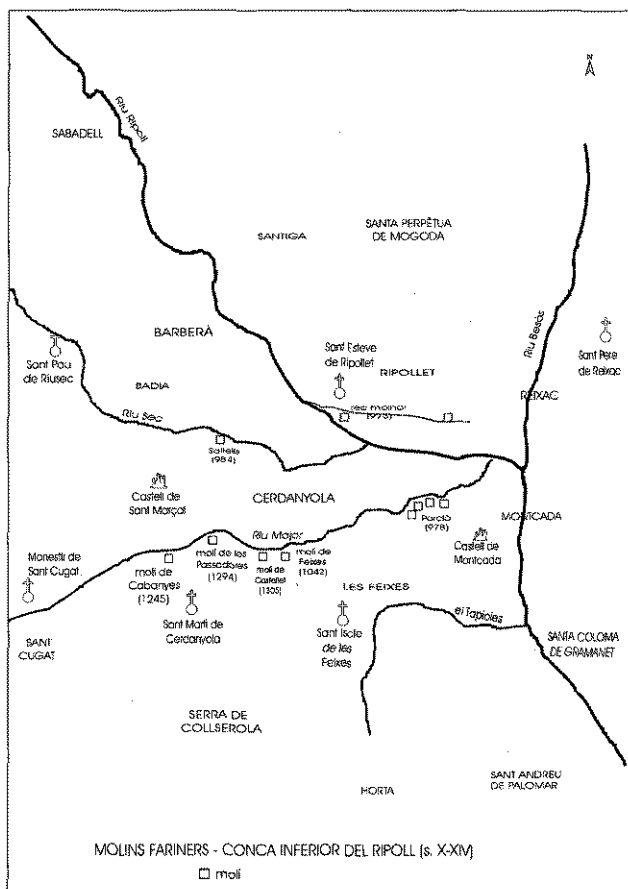 N
Riu Ripoll
SABADELL
SANTIGA
SANTA PERPÈTUA
DE MOGODA
Riu Besòs
BARBERÀ
Sant Pau
de Riusec
Sant Esteve
de Ripollet
RIPOLLET
Sant Pere
de Reixac
REIXAC
BADIA
Riu Sec
(973)
Saltells
(984)
Castell de
Sant Marçal
CERDANYOLA
Parclà
(978)
MONTCADA
Castell de
Montcada
Monestir de
Sant Cugat
Riu Major
molí de
Cabanyes
(1245)
molí de les
Passadores
(1294)
molí de
Castellet
(1305)
molí de
Feixes
(1042)
LES FEIXES
Sant Martí de
Cerdanyola
Sant Iscle
de les
Feixes
el Tapioles
SANT
CUGAT
SANTA COLOMA
DE GRAMANET
SERRA DE
COLLSEROLA
HORTA
SANT ANDREU
DE PALOMAR
MOLINS FARINERS - CONCA INFERIOR DEL RIPOLL (s. X-XIV)
molí